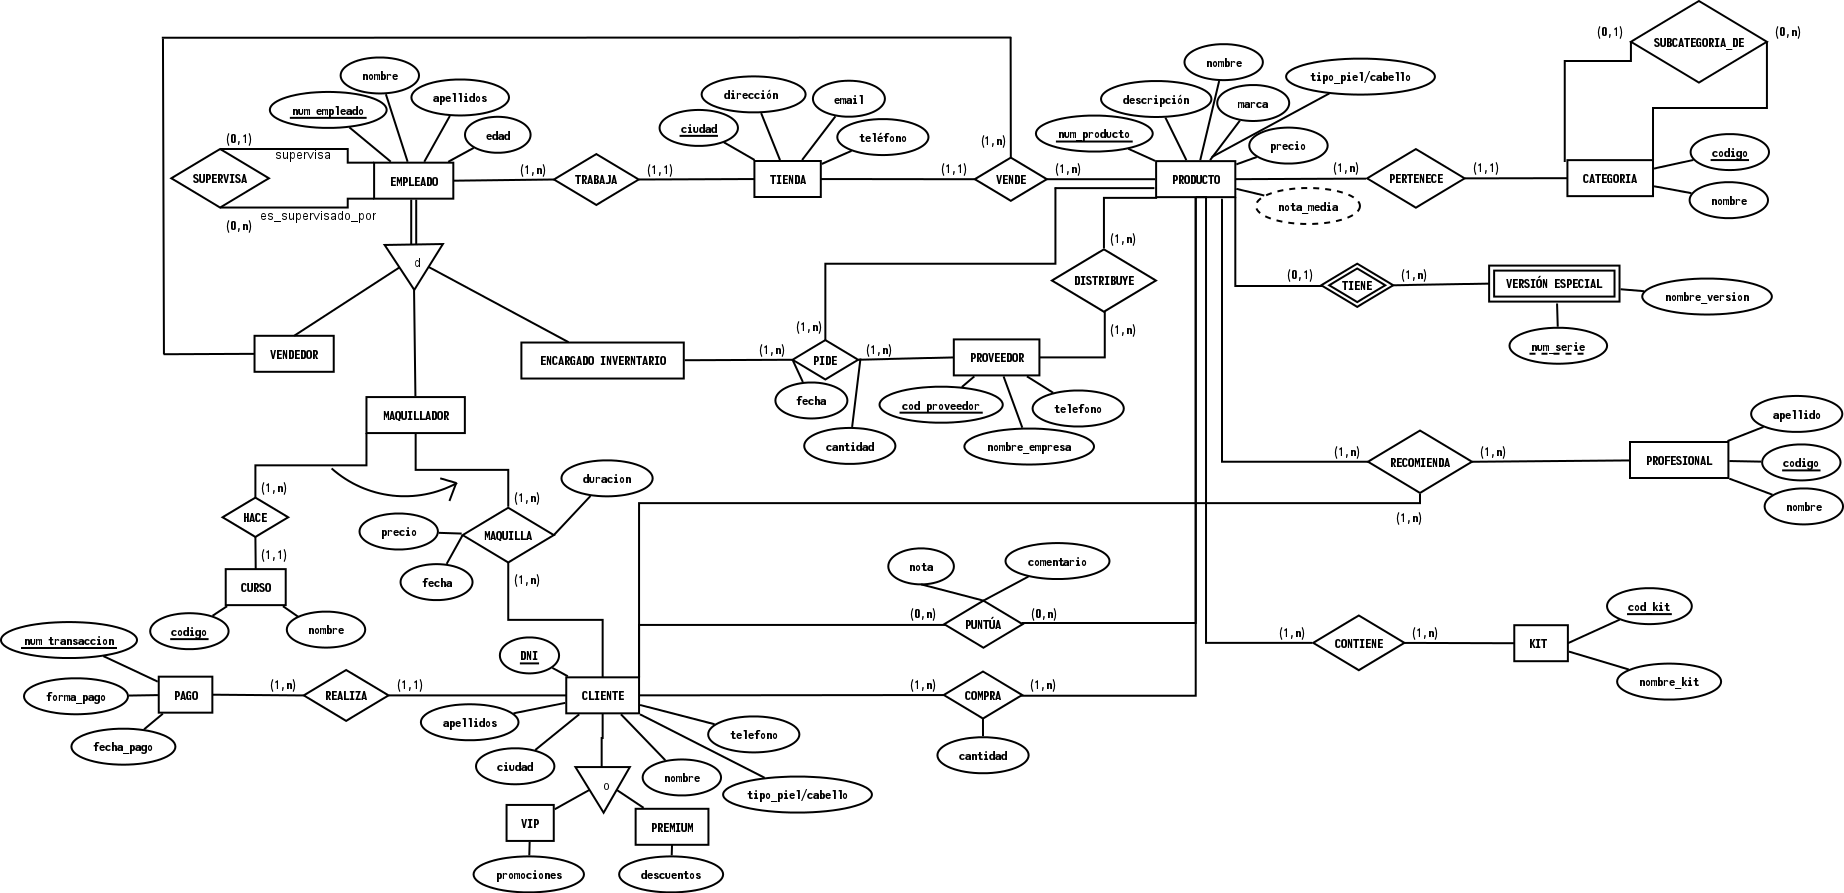 (0,1)
SUBCATEGORIA_DE
(0,n)
nombre
num_empleado
apellidos
edad
(0,1)
supervisa
SUPERVISA
EMPLEADO
es_supervisado_por
(0,n)
(1,n)
TRABAJA
(1,1)
dirección
email
ciudad
teléfono
TIENDA
(1,1)
(1,n)
VENDE
(1,n)
nombre
tipo_piel/cabello
descripción
marca
num_producto
precio
PRODUCTO
nota_media
(1,n)
PERTENECE
(1,1)
codigo
CATEGORIA
nombre
d
(1,n)
DISTRIBUYE
(1,n)
(0,1)
TIENE
(1,n)
VERSIÓN ESPECIAL
nombre_version
num_serie
VENDEDOR
ENCARGADO INVERNTARIO
(1,n)
(1,n)
PIDE
(1,n)
fecha
cantidad
PROVEEDOR
cod_proveedor
telefono
nombre_empresa
MAQUILLADOR
(1,n)
HACE
(1,1)
CURSO
codigo
nombre
(1,n)
duracion
precio
MAQUILLA
fecha
(1,n)
(1,n)
RECOMIENDA
(1,n)
(1,n)
apellido
PROFESIONAL
codigo
nombre
nota
comentario
(0,n)
PUNTÚA
(0,n)
(1,n)
CONTIENE
(1,n)
cod_kit
KIT
nombre_kit
num_transaccion
forma_pago
PAGO
fecha_pago
(1,n)
REALIZA
(1,1)
DNI
CLIENTE
apellidos
ciudad
telefono
nombre
tipo_piel/cabello
(1,n)
COMPRA
(1,n)
cantidad
o
VIP
PREMIUM
promociones
descuentos